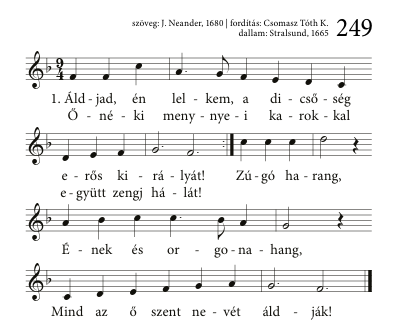 szöveg: J. Neander, 1680 | fordítás: Csomasz Tóth K.
dallam: Stralsund, 1665
249
9
4
1. Áld - jad, én lel - kem, a di - cső - ség
Ő - né - ki meny - nye - i ka - rok - kal
e - rős ki - rá - lyát! Zú - gó ha - rang,
e - gyütt zengj há - lát!
É - nek és or - go - na - hang,
Mind az ő szent ne - vét áld - ják!